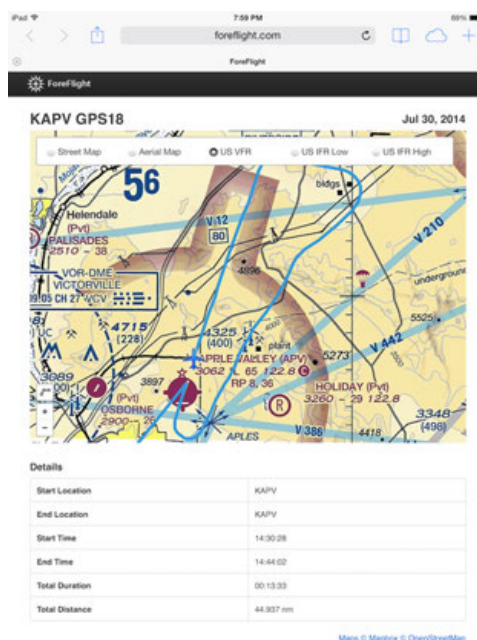 iPad 7:59 PM 69%
foreflight.com
ForeFlight
ForeFlight
KAPV GPS18 Jul 30, 2014
Street Map Aerial Map US VFR US IFR Low US IFR High
56
bldgs
Helendale
(Pvt)
PALISADES
2510 - 38
V 12
80
V 210
VOR-DME
VICTORVILLE
CH 27 VCV
4896
underground
4715
(228)
4325
(400)
plant
5525
V 442
APPLE VALLEY (APV)
3062 L 65 122.8 C
RP 8, 36
5273
3089
3897
(Pvt)
OSBORNE
2900 - 26
R
HOLIDAY (Pvt)
3260 - 29 122.8
3348
(498)
APLES
V 386
4418
Details
Start Location KAPV
End Location KAPV
Start Time 14:30:28
End Time 14:44:02
Total Duration 00:13:33
Total Distance 44.937 nm
Maps © Mapbox © OpenStreetMap